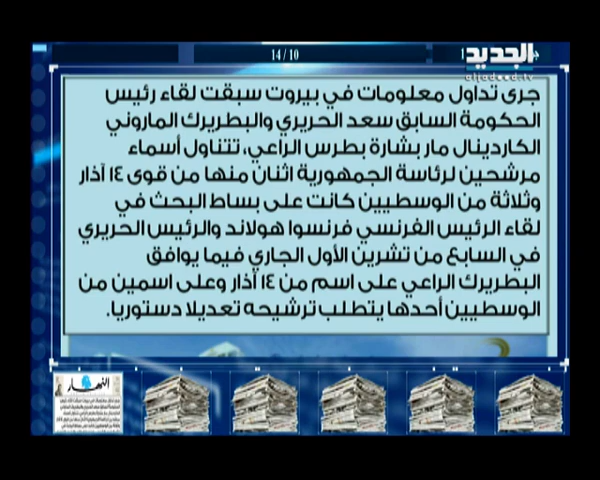 الجديد
aljadeed.tv
14/10
جرى تداول معلومات في بيروت سبقت لقاء رئيس
الحكومة السابق سعد الحريري والبطريرك الماروني
الكاردينال مار بشارة بطرس الراعي، تتناول أسماء
مرشحين لرئاسة الجمهورية اثنان منها من قوى ١٤ آذار
وثلاثة من الوسطيين كانت على بساط البحث في
لقاء الرئيس الفرنسي فرنسوا هولاند والرئيس الحريري
في السابع من تشرين الأول الجاري فيما يوافق
البطريرك الراعي على اسم من ١٤ آذار وعلى اسمين من
الوسطيين أحدها يتطلب ترشيحه تعديلا دستوريا.
النهار